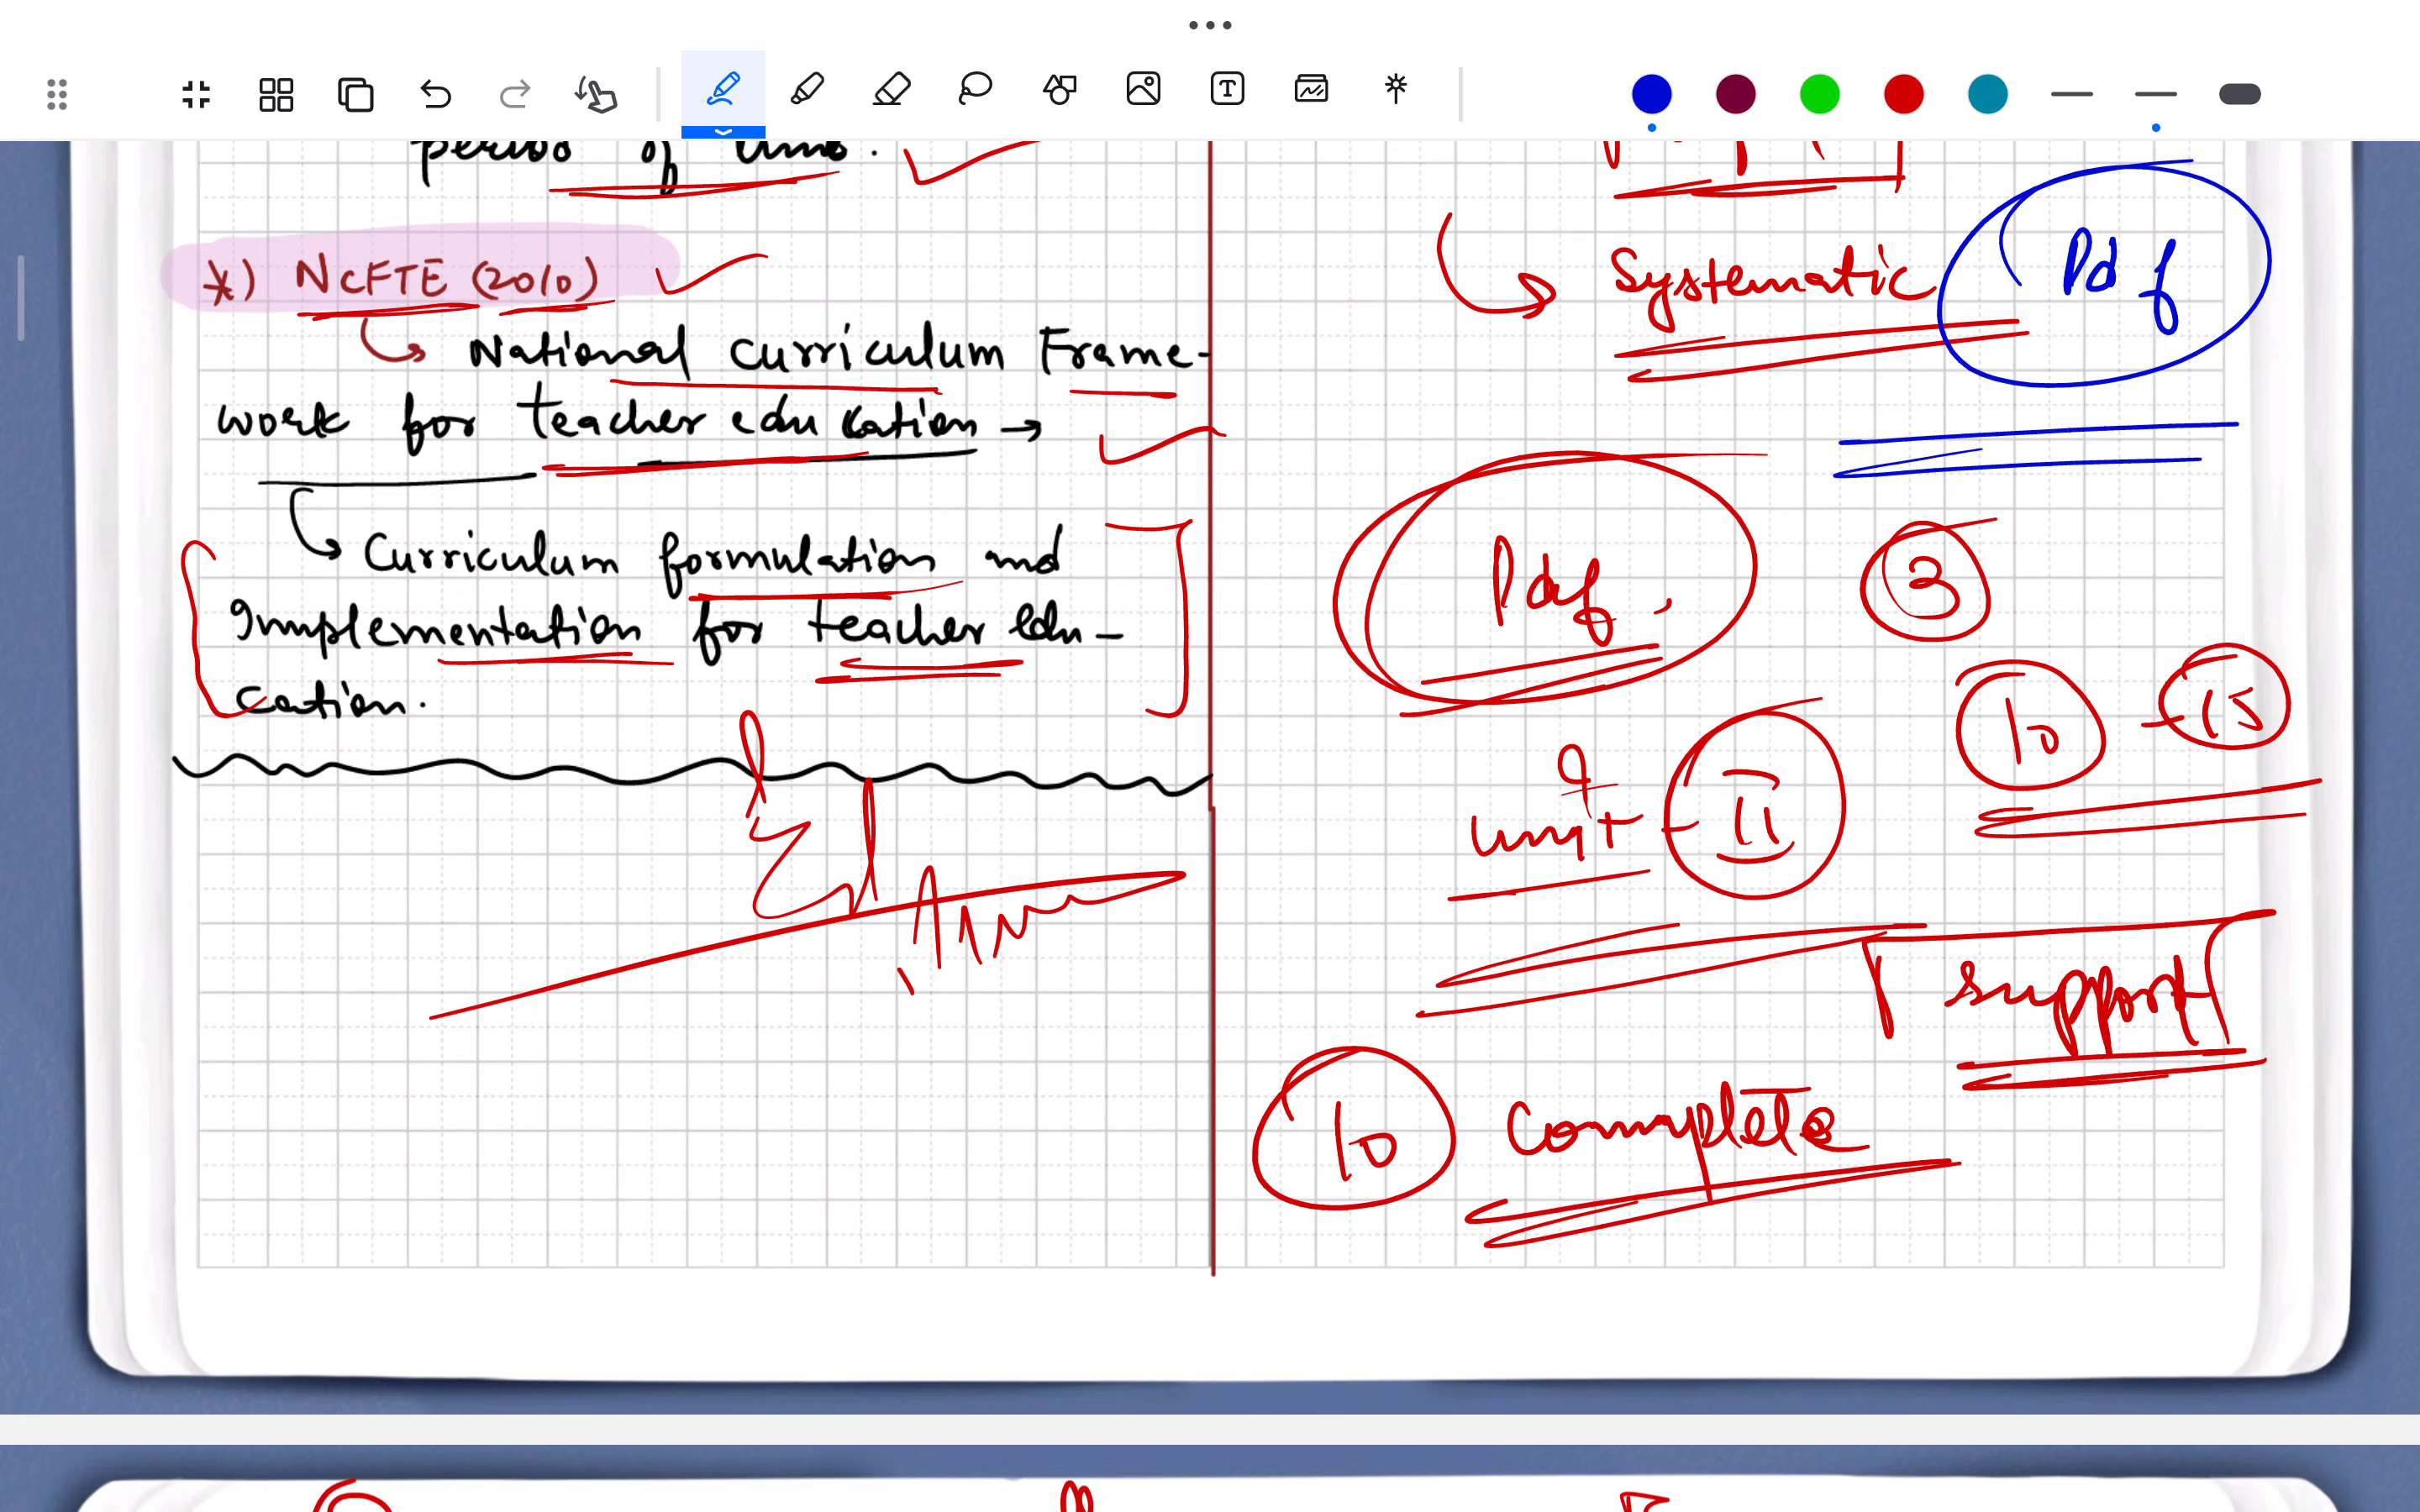 period of time.
*) NCFTE (2010)
National curriculum Frame-
work for teacher education →
Curriculum formulation and
Implementation for teacher edu-
cation.
Systematic
Pdf
Pdf
3
10 - 15
unit - II
support
10 Complete